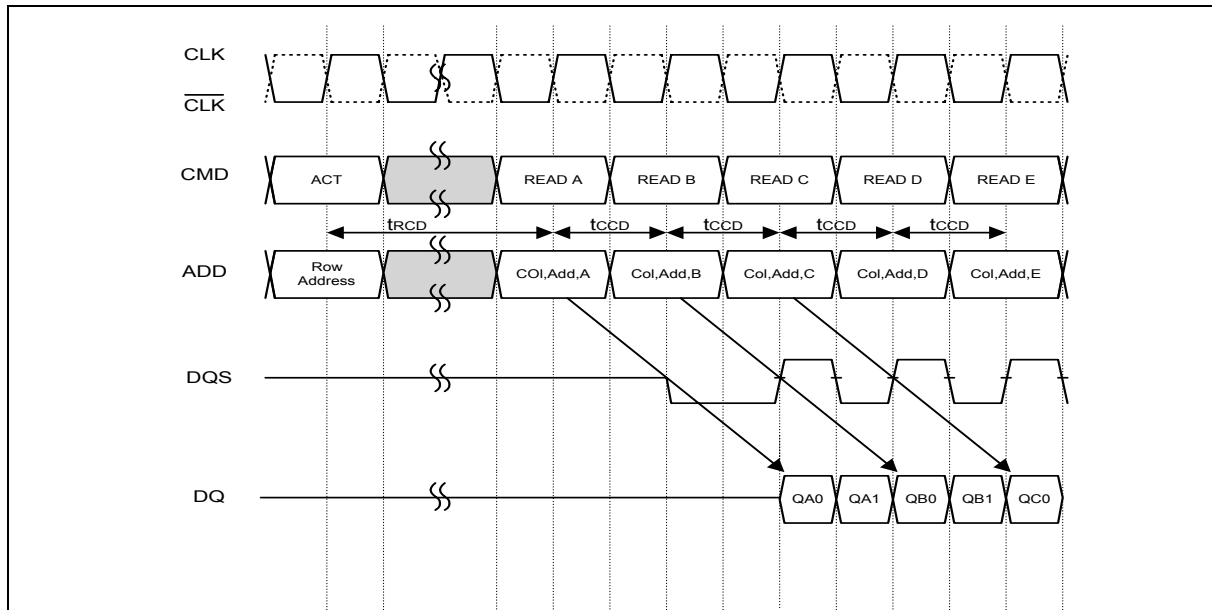 CLK
CLK
CMD
ACT
READ A
READ B
READ C
READ D
READ E
tRCD
tCCD
tCCD
tCCD
tCCD
ADD
Row
Address
COl,Add,A
Col,Add,B
Col,Add,C
Col,Add,D
Col,Add,E
DQS
DQ
QA0
QA1
QB0
QB1
QC0